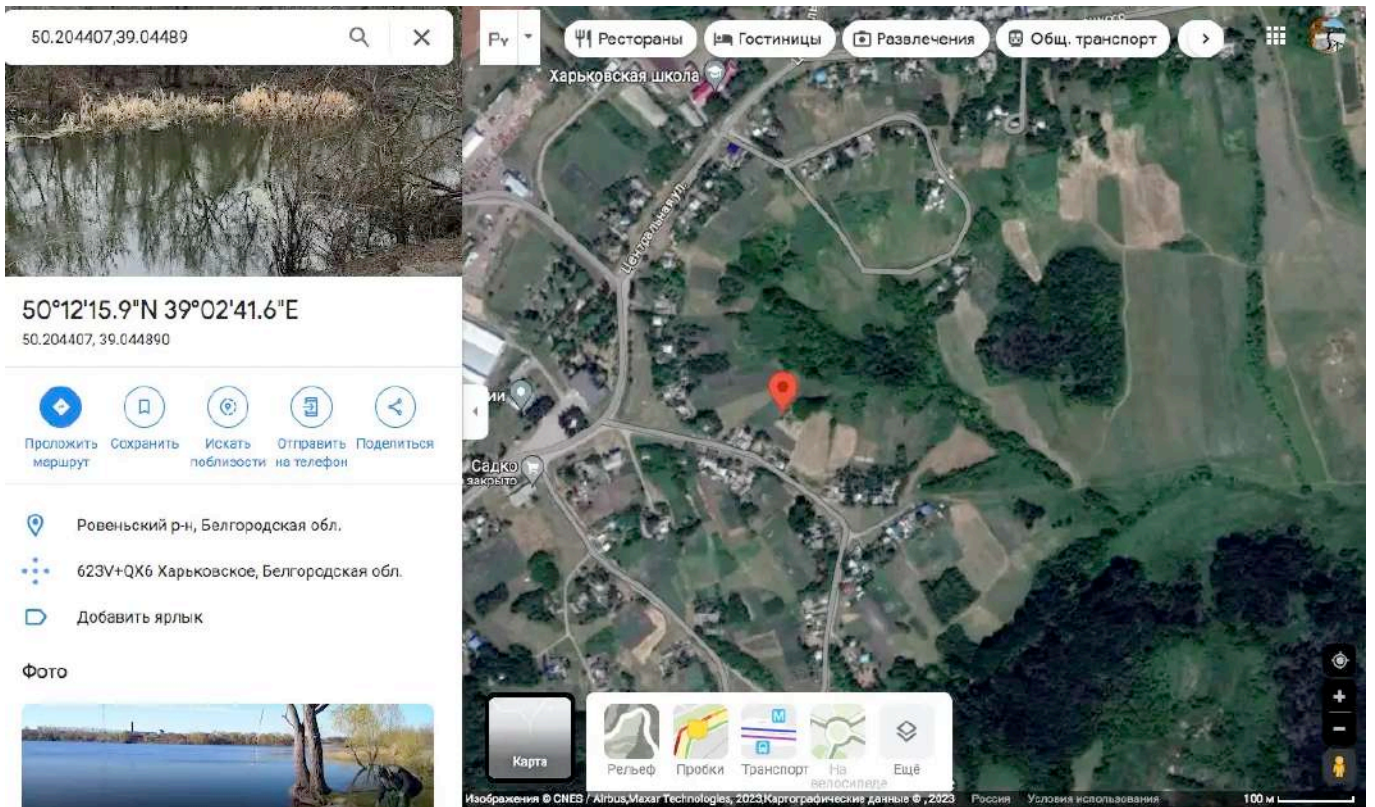 50.204407,39.04489
50°12'15.9"N 39°02'41.6"E
50.204407, 39.044890
Проложить маршрут
Сохранить
Искать поблизости
Отправить на телефон
Поделиться
Ровеньский р-н, Белгородская обл.
623V+QX6 Харьковское, Белгородская обл.
Добавить ярлык
Фото
Рестораны
Гостиницы
Развлечения
Общ. транспорт
Харьковская школа
Центральная ул.
Садко
закрыто
Карта
Рельеф
Пробки
Транспорт
На велосипеде
Ещё
Изображения © CNES / Airbus,Maxar Technologies, 2023,Картографические данные © , 2023
Россия
Условия использования
100 м